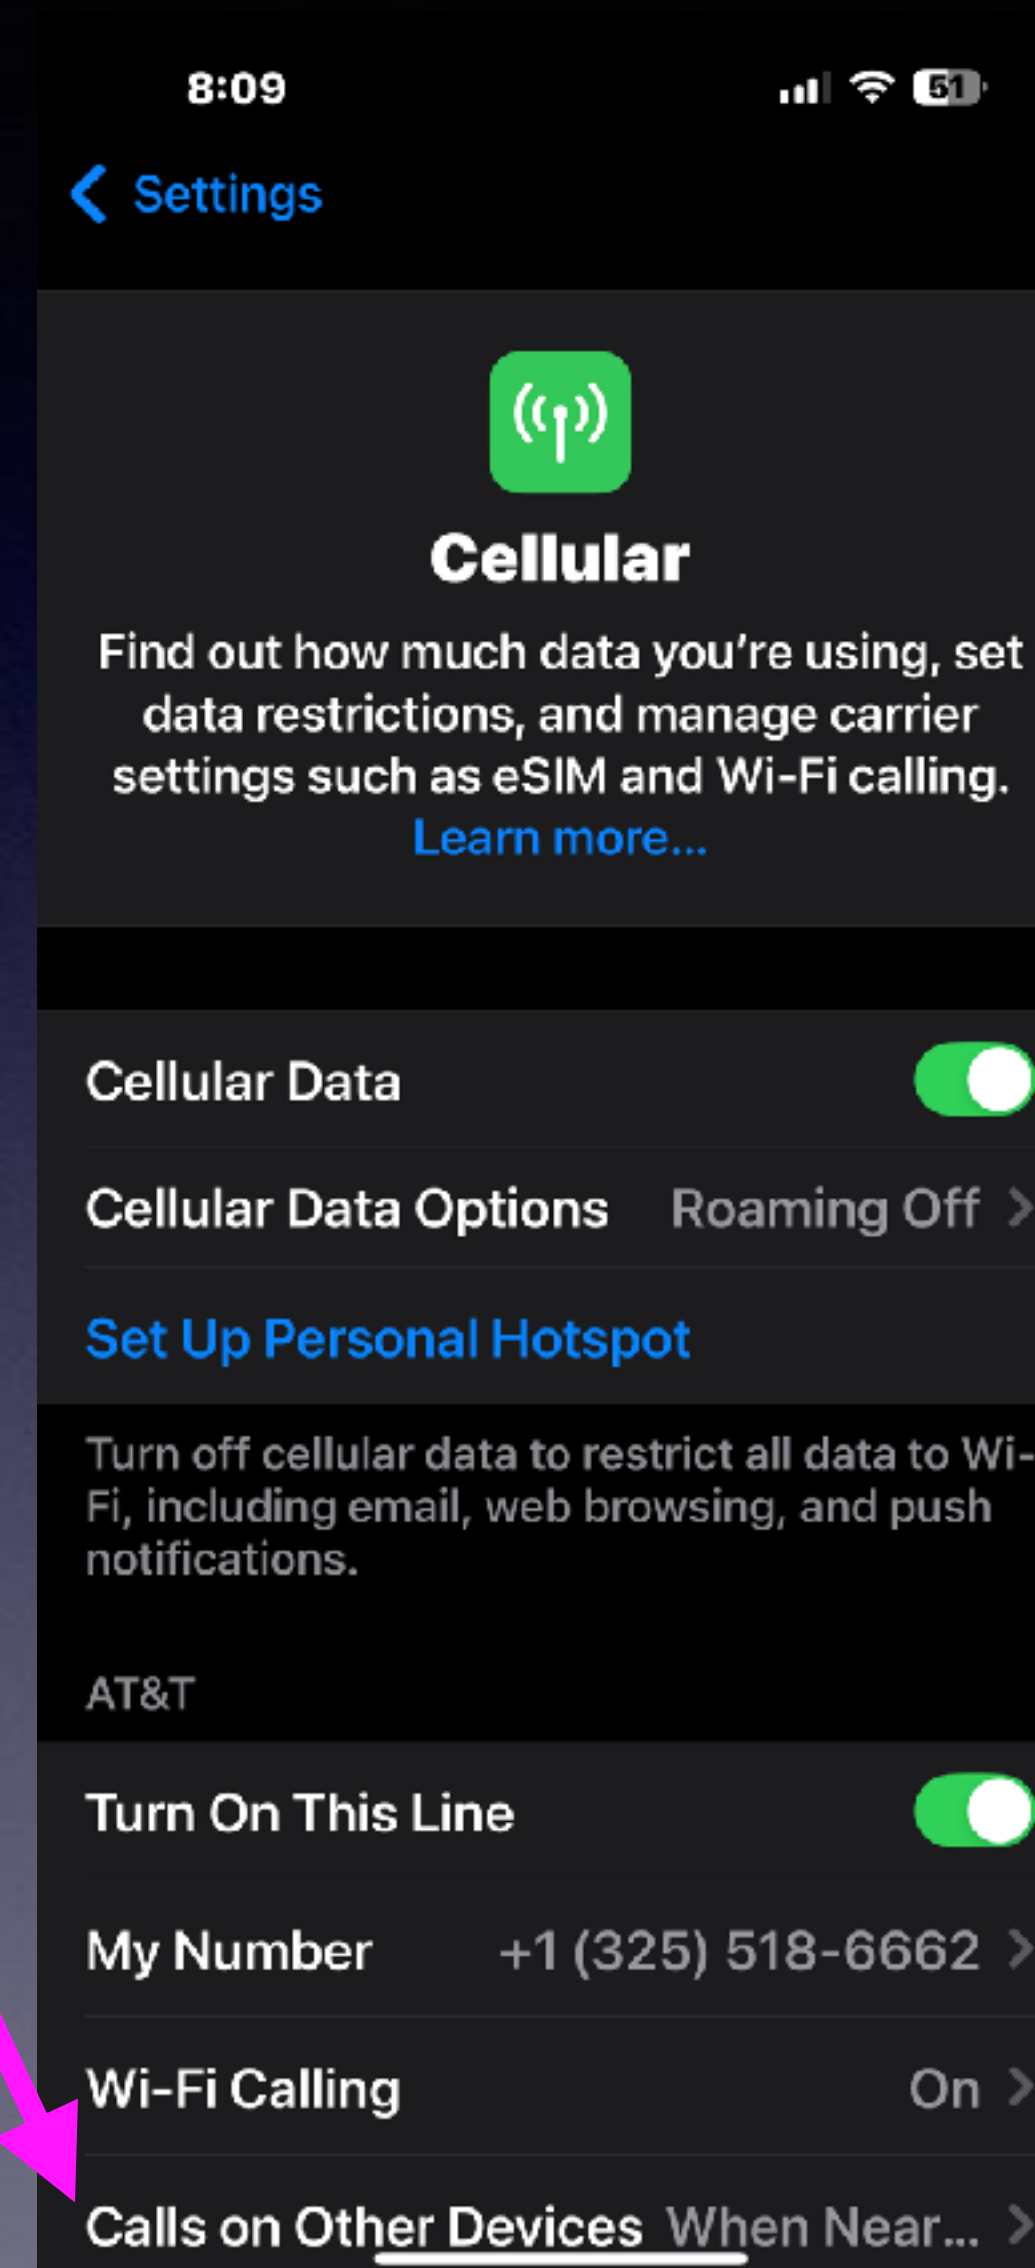 8:09
51
Settings
Cellular
Find out how much data you're using, set
data restrictions, and manage carrier
settings such as eSIM and Wi-Fi calling.
Learn more...
Cellular Data
Cellular Data Options Roaming Off
Set Up Personal Hotspot
Turn off cellular data to restrict all data to Wi-
Fi, including email, web browsing, and push
notifications.
AT&T
Turn On This Line
My Number +1 (325) 518-6662
Wi-Fi Calling On
Calls on Other Devices When Near...